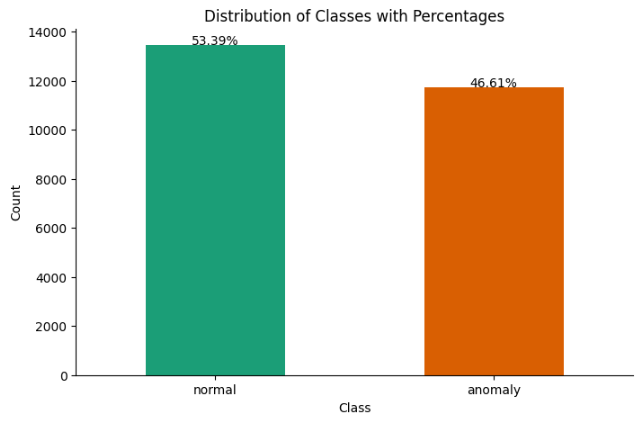 Distribution of Classes with Percentages
14000
12000
10000
8000
6000
4000
2000
0
Count
53.39%
46.61%
normal
anomaly
Class